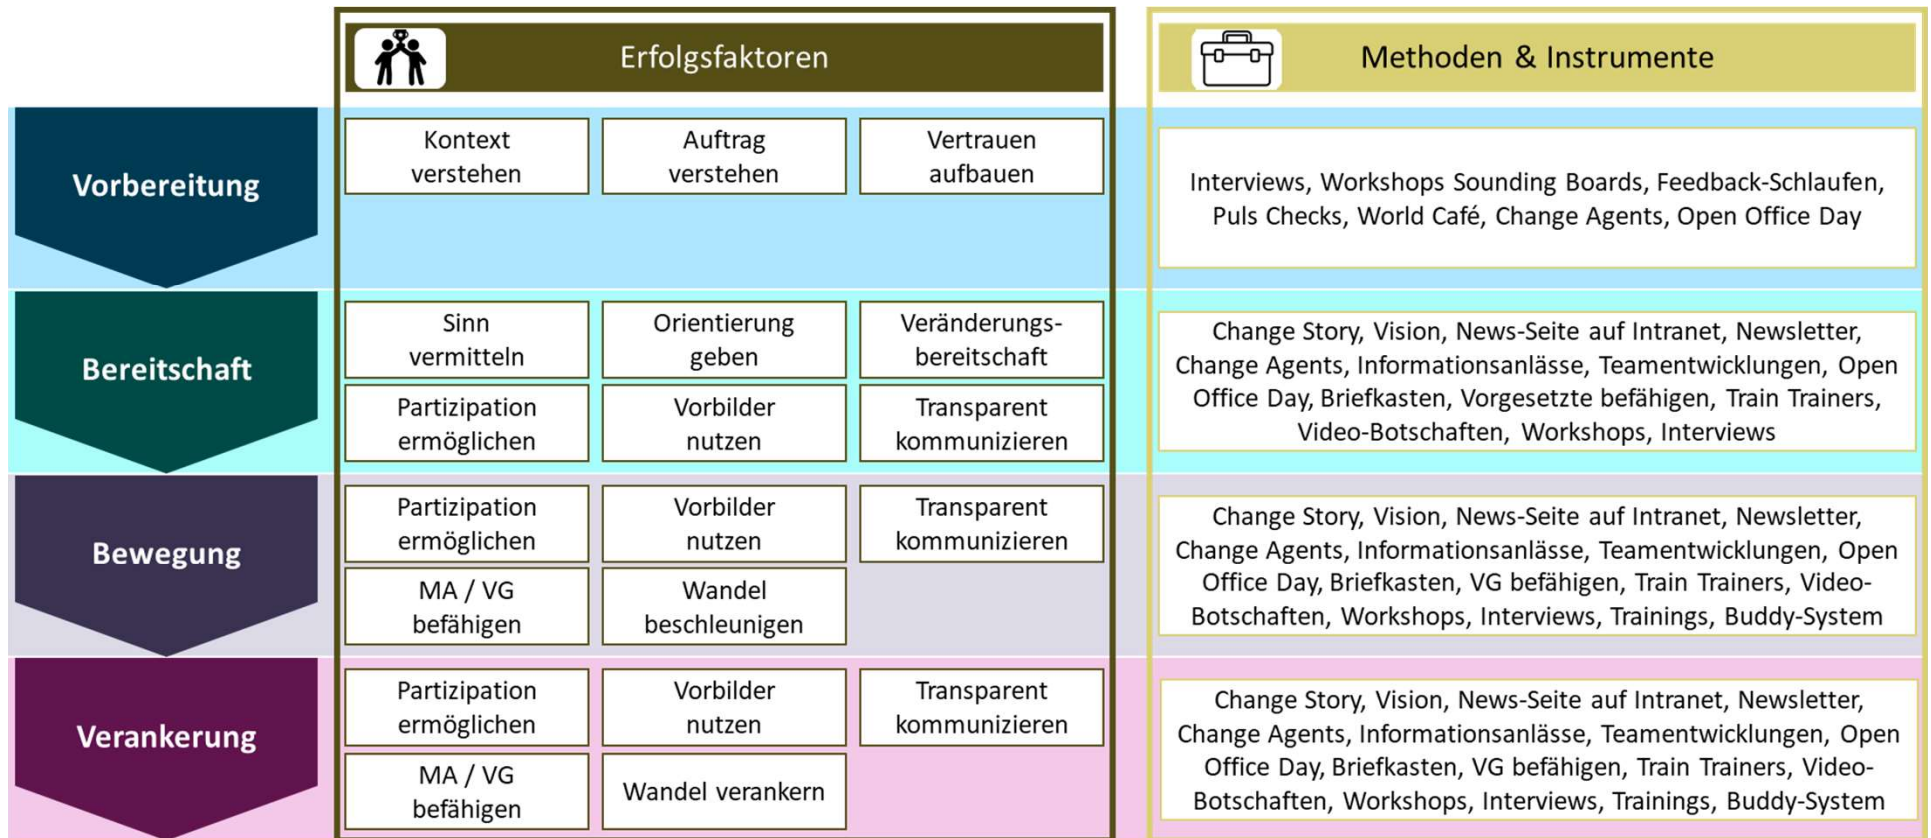 Erfolgsfaktoren
Methoden & Instrumente
Vorbereitung
Kontext
verstehen
Auftrag
verstehen
Vertrauen
aufbauen
Interviews, Workshops Sounding Boards, Feedback-Schlaufen,
Puls Checks, World Café, Change Agents, Open Office Day
Bereitschaft
Sinn
vermitteln
Orientierung
geben
Veränderungs-
bereitschaft
Partizipation
ermöglichen
Vorbilder
nutzen
Transparent
kommunizieren
Change Story, Vision, News-Seite auf Intranet, Newsletter,
Change Agents, Informationsanlässe, Teamentwicklungen, Open
Office Day, Briefkasten, Vorgesetzte befähigen, Train Trainers,
Video-Botschaften, Workshops, Interviews
Bewegung
Partizipation
ermöglichen
Vorbilder
nutzen
Transparent
kommunizieren
MA / VG
befähigen
Wandel
beschleunigen
Change Story, Vision, News-Seite auf Intranet, Newsletter,
Change Agents, Informationsanlässe, Teamentwicklungen, Open
Office Day, Briefkasten, VG befähigen, Train Trainers, Video-
Botschaften, Workshops, Interviews, Trainings, Buddy-System
Verankerung
Partizipation
ermöglichen
Vorbilder
nutzen
Transparent
kommunizieren
MA / VG
befähigen
Wandel verankern
Change Story, Vision, News-Seite auf Intranet, Newsletter,
Change Agents, Informationsanlässe, Teamentwicklungen, Open
Office Day, Briefkasten, VG befähigen, Train Trainers, Video-
Botschaften, Workshops, Interviews, Trainings, Buddy-System